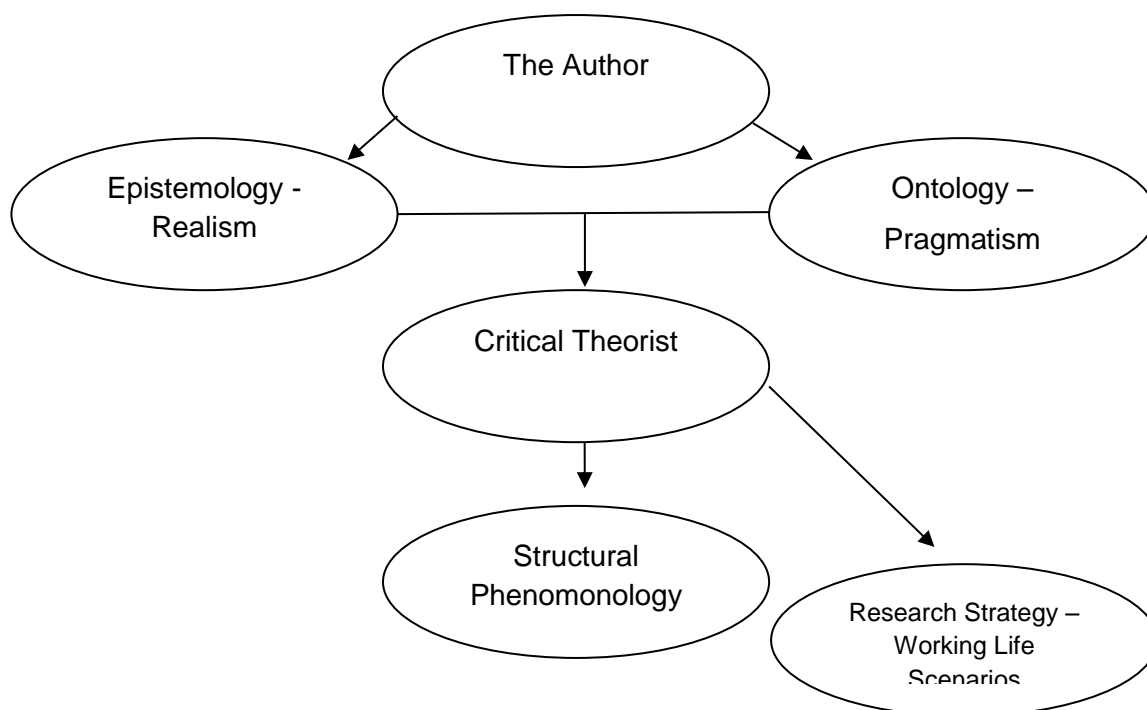 The Author
Epistemology -
Realism
Ontology –
Pragmatism
Critical Theorist
Structural
Phenomonology
Research Strategy –
Working Life
Scenarios